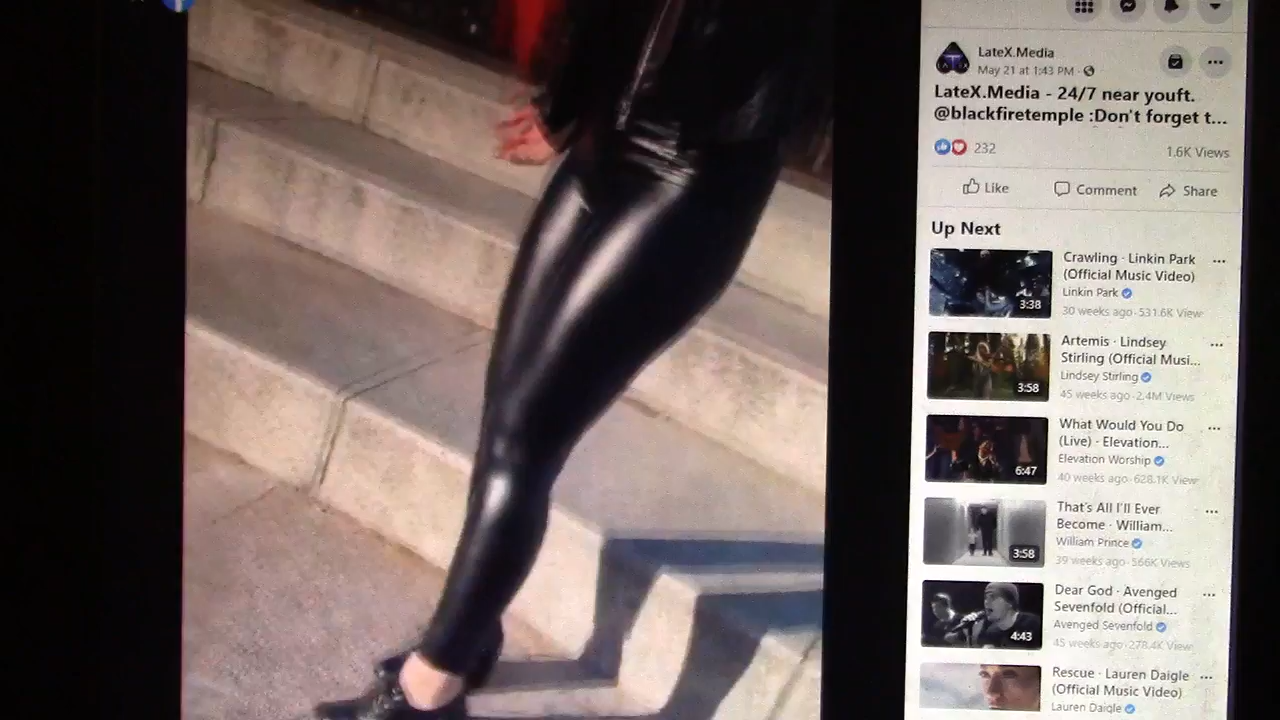 LateX.Media
May 21 at 1:43 PM ·
LateX.Media - 24/7 near youft.
@blackfiretemple :Don't forget t...
232
1.6K Views
Like
Comment
Share
Up Next
3:38
Crawling · Linkin Park
(Official Music Video)
Linkin Park
30 weeks ago · 531.6K View
3:58
Artemis · Lindsey
Stirling (Official Musi...
Lindsey Stirling
45 weeks ago · 2.4M Views
6:47
What Would You Do
(Live) · Elevation...
Elevation Worship
40 weeks ago · 628.1K View
3:58
That's All I'll Ever
Become · William...
William Prince
39 weeks ago · 566K Views
4:43
Dear God · Avenged
Sevenfold (Official...
Avenged Sevenfold
45 weeks ago · 278.4K View
Rescue · Lauren Daigle
(Official Music Video)
Lauren Daigle